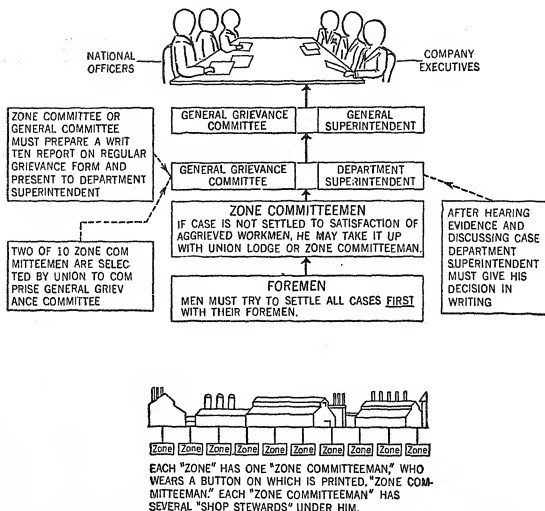 NATIONAL
OFFICERS
COMPANY
EXECUTIVES
GENERAL GRIEVANCE
COMMITTEE
GENERAL
SUPERINTENDENT
ZONE COMMITTEE OR
GENERAL COMMITTEE
MUST PREPARE A WRIT
TEN REPORT ON REGULAR
GRIEVANCE FORM AND
PRESENT TO DEPARTMENT
SUPERINTENDENT
GENERAL GRIEVANCE
COMMITTEE
DEPARTMENT
SUPERINTENDENT
ZONE COMMITTEEMEN
IF CASE IS NOT SETTLED TO SATISFACTION OF
AGGRIEVED WORKMEN, HE MAY TAKE IT UP
WITH UNION LODGE OR ZONE COMMITTEEMAN.
TWO OF 10 ZONE COM
MITTEEMEN ARE SELEC
TED BY UNION TO COM
PRISE GENERAL GRIEV
ANCE COMMITTEE
AFTER HEARING
EVIDENCE AND
DISCUSSING CASE
DEPARTMENT
SUPERINTENDENT
MUST GIVE HIS
DECISION IN
WRITING
FOREMEN
MEN MUST TRY TO SETTLE ALL CASES FIRST
WITH THEIR FOREMEN.
Zone Zone Zone Zone Zone Zone Zone Zone Zone Zone
EACH "ZONE" HAS ONE "ZONE COMMITTEEMAN," WHO
WEARS A BUTTON ON WHICH IS PRINTED, "ZONE COM-
MITTEEMAN." EACH "ZONE COMMITTEEMAN" HAS
SEVERAL "SHOP STEWARDS" UNDER HIM.